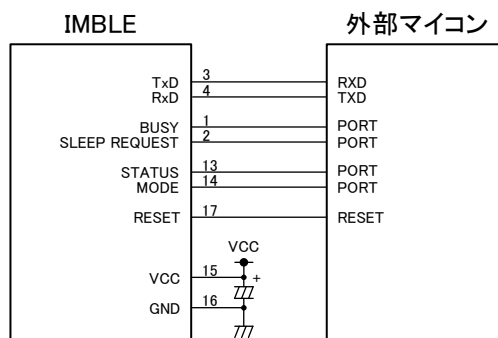 IMBLE 外部マイコン
TxD 3 RXD
RxD 4 TXD
BUSY 1 PORT
SLEEP REQUEST 2 PORT
STATUS 13 PORT
MODE 14 PORT
RESET 17 RESET
VCC
VCC 15 +
GND 16